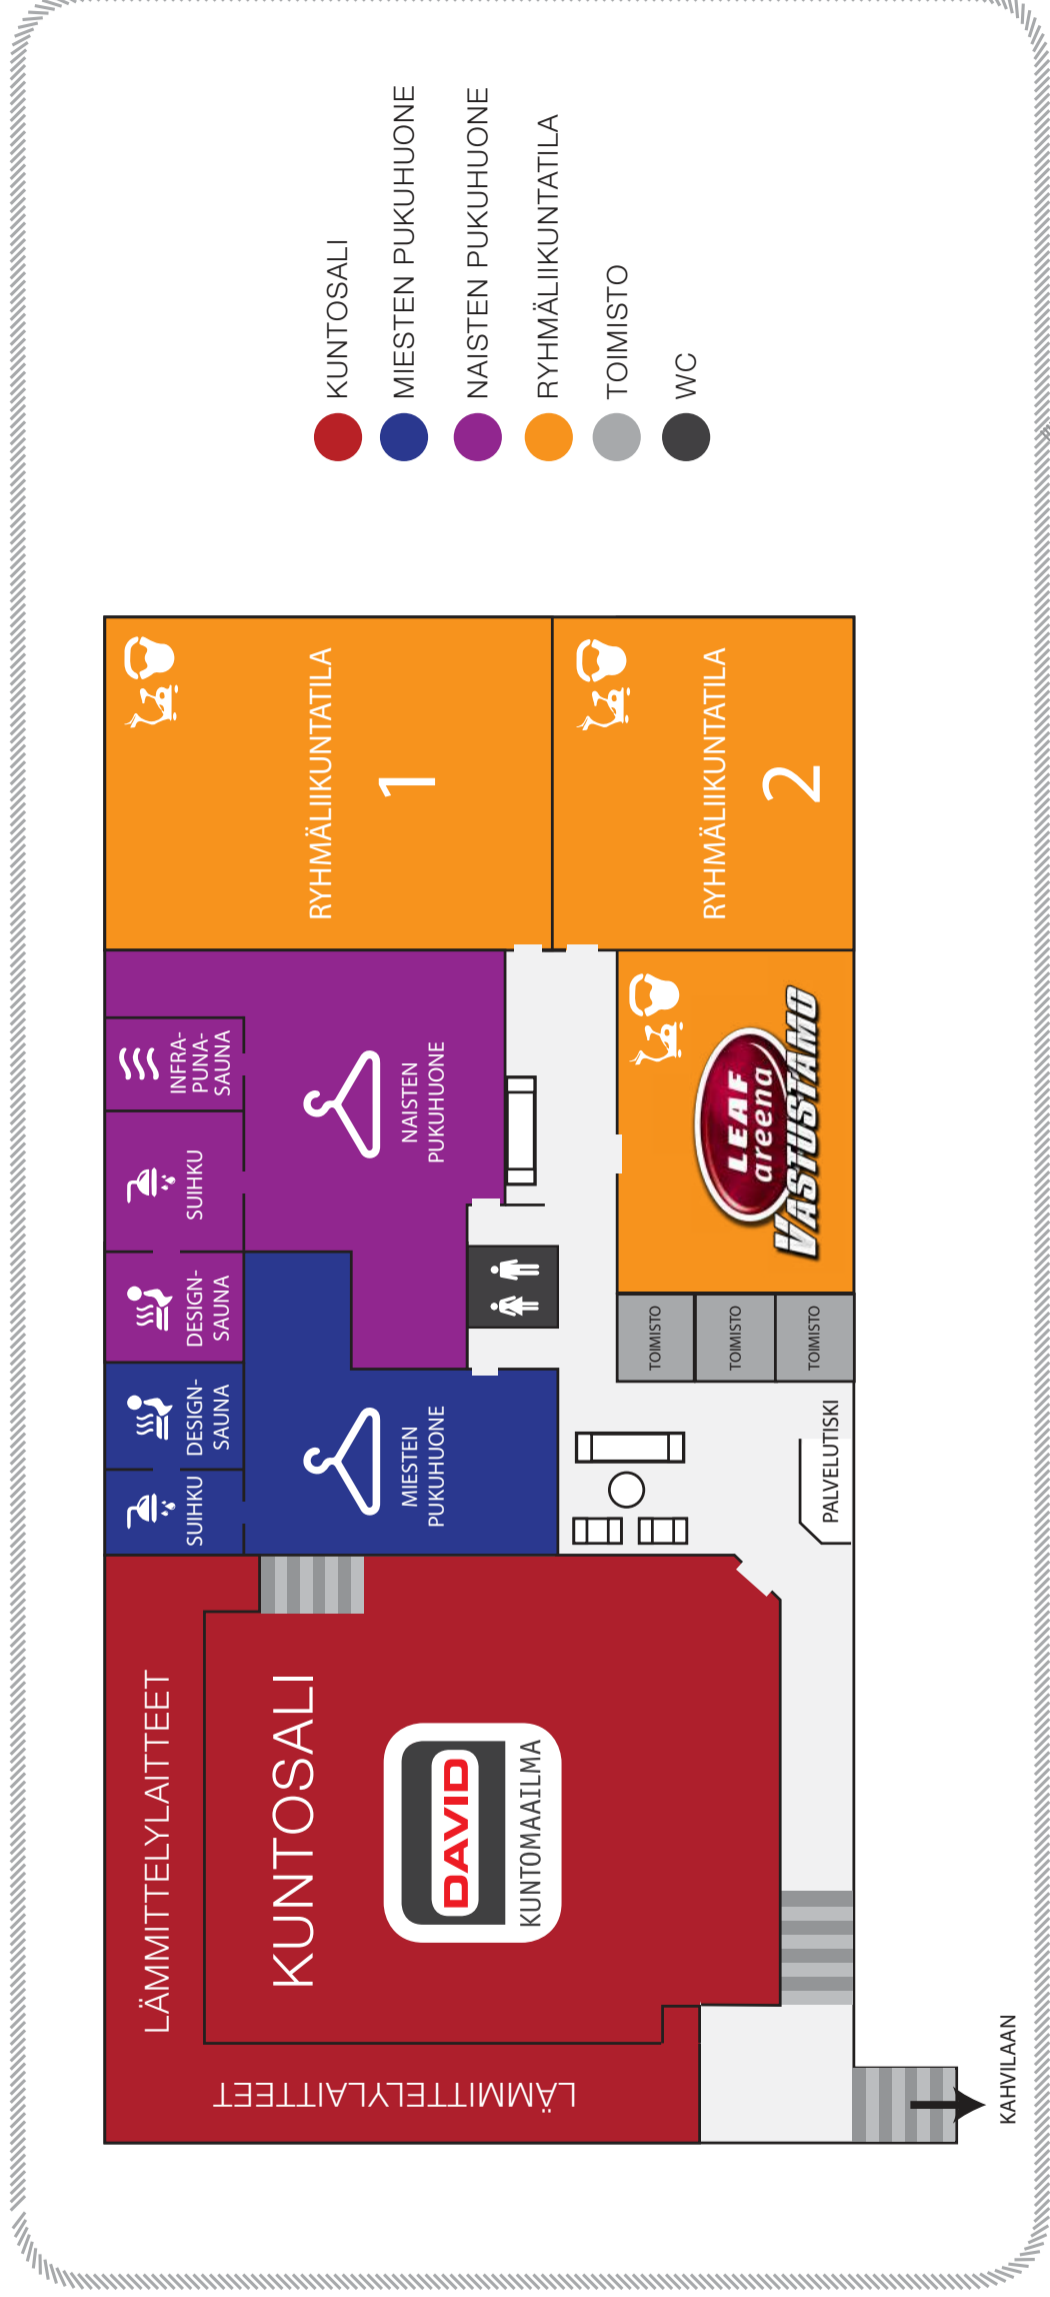 KUNTOSALI
MIESTEN PUKUHUONE
NAISTEN PUKUHUONE
RYHMÄLIIKUNTATILA
TOIMISTO
WC
LÄMMITTELYLAITTEET
LÄMMITTELYLAITTEET
KUNTOSALI
DAVID
KUNTOMAAILMA
SUIHKU
DESIGN-
SAUNA
DESIGN-
SAUNA
SUIHKU
INFRA-
PUNA-
SAUNA
MIESTEN
PUKUHUONE
NAISTEN
PUKUHUONE
RYHMÄLIIKUNTATILA
1
RYHMÄLIIKUNTATILA
2
LEAF
areena
VASTUSTAMO
TOIMISTO
TOIMISTO
TOIMISTO
PALVELUTISKI
KAHVILAAN